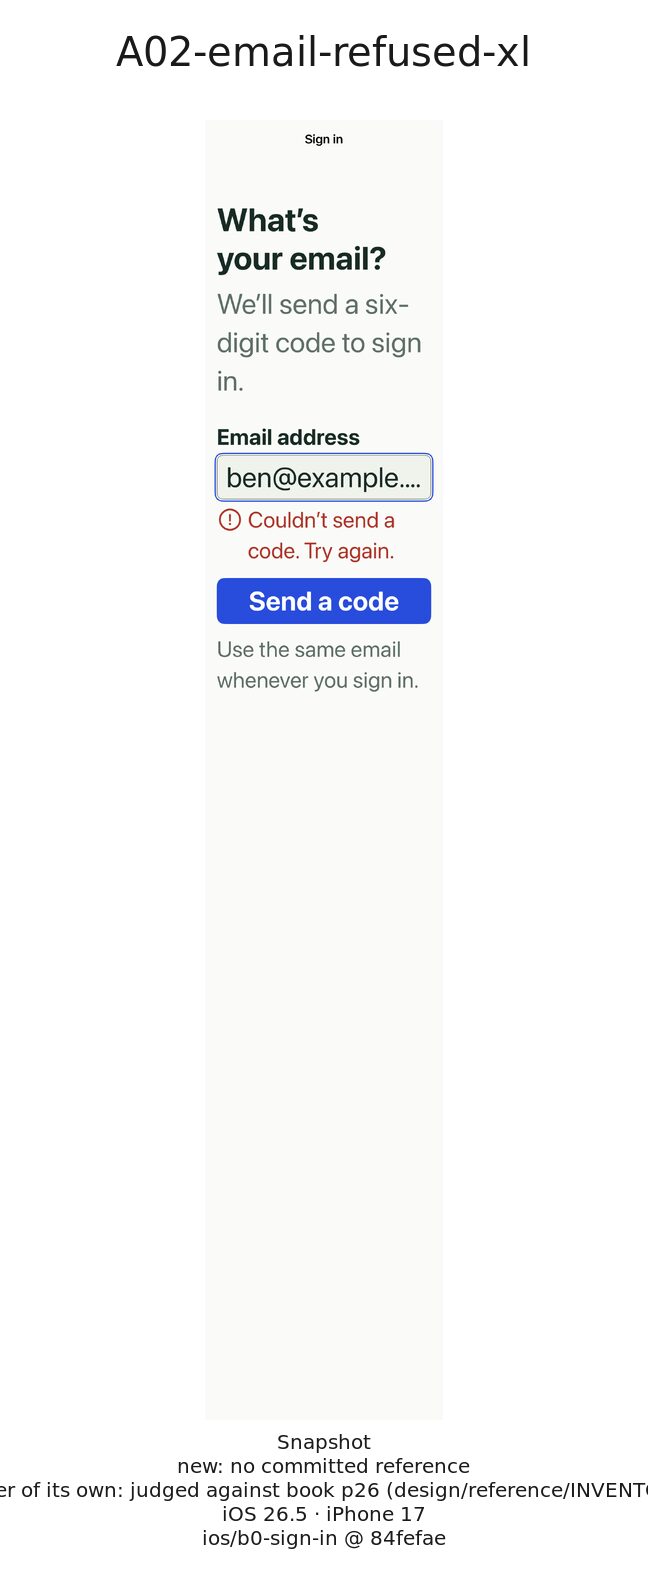 A02-email-refused-xl
Sign in
What’s
your email?
We’ll send a six-
digit code to sign
in.
Email address
ben@example....
Couldn’t send a
code. Try again.
Send a code
Use the same email
whenever you sign in.
Snapshot
new: no committed reference
er of its own: judged against book p26 (design/reference/INVENTO
iOS 26.5 · iPhone 17
ios/b0-sign-in @ 84fefae